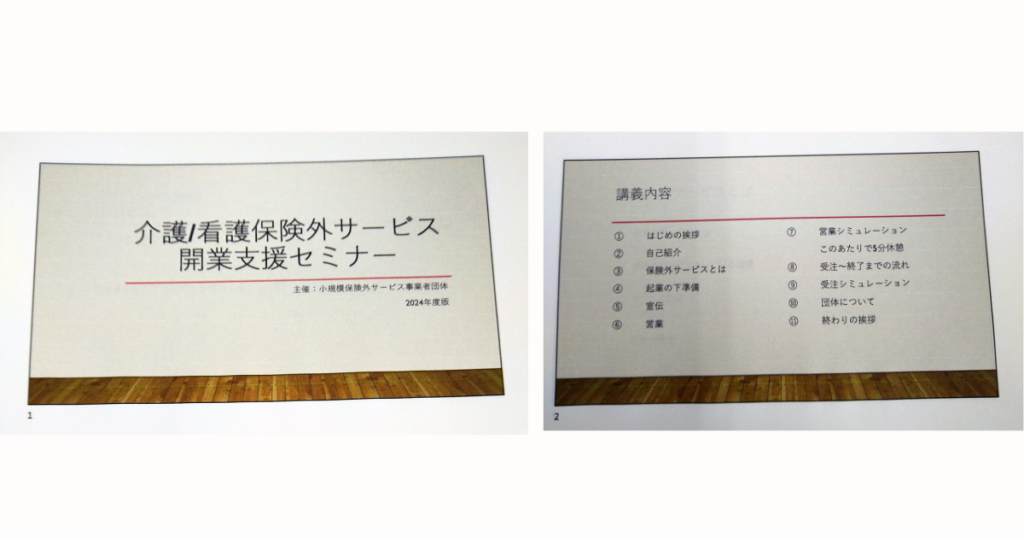 介護/看護保険外サービス
開業支援セミナー
主催：小規模保険外サービス事業者団体
2024年度版
1
講義内容
① はじめの挨拶
② 自己紹介
③ 保険外サービスとは
④ 起業の下準備
⑤ 宣伝
⑥ 営業
⑦ 営業シミュレーション
このあたりで5分休憩
⑧ 受注～終了までの流れ
⑨ 受注シミュレーション
⑩ 団体について
⑪ 終わりの挨拶
2